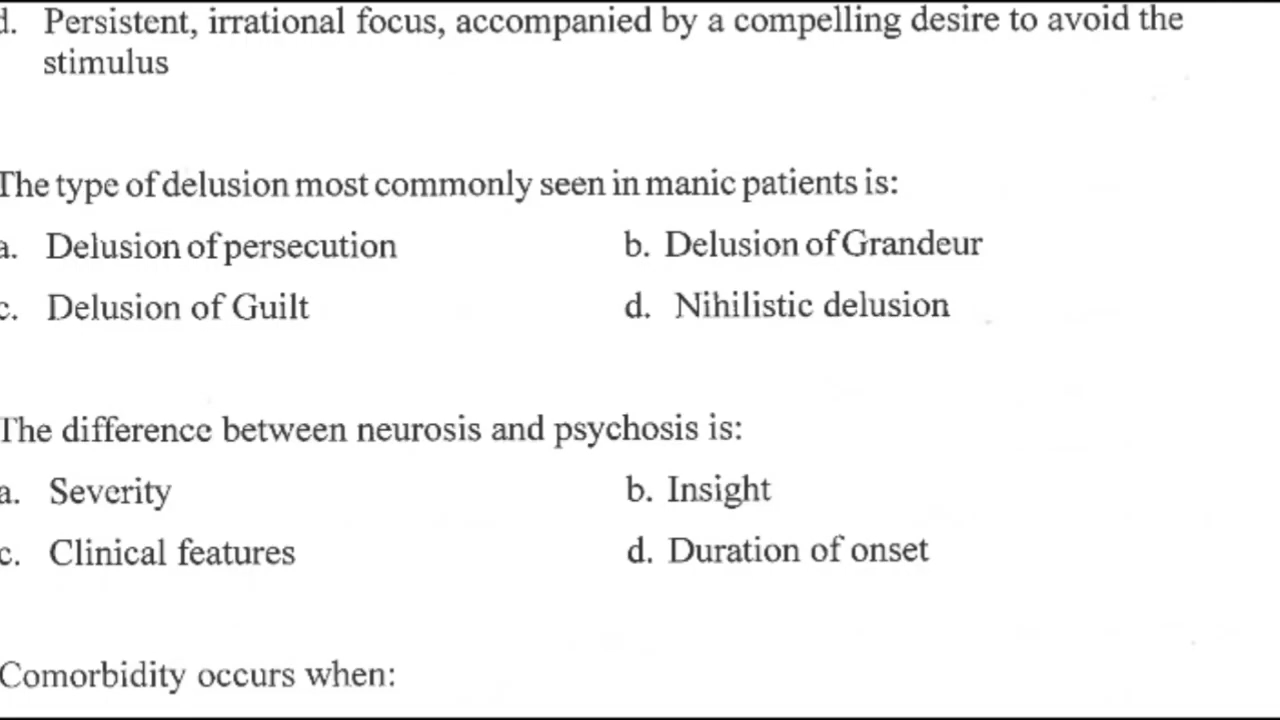 d. Persistent, irrational focus, accompanied by a compelling desire to avoid the
stimulus
The type of delusion most commonly seen in manic patients is:
a. Delusion of persecution b. Delusion of Grandeur
c. Delusion of Guilt d. Nihilistic delusion
The difference between neurosis and psychosis is:
a. Severity b. Insight
c. Clinical features d. Duration of onset
Comorbidity occurs when: